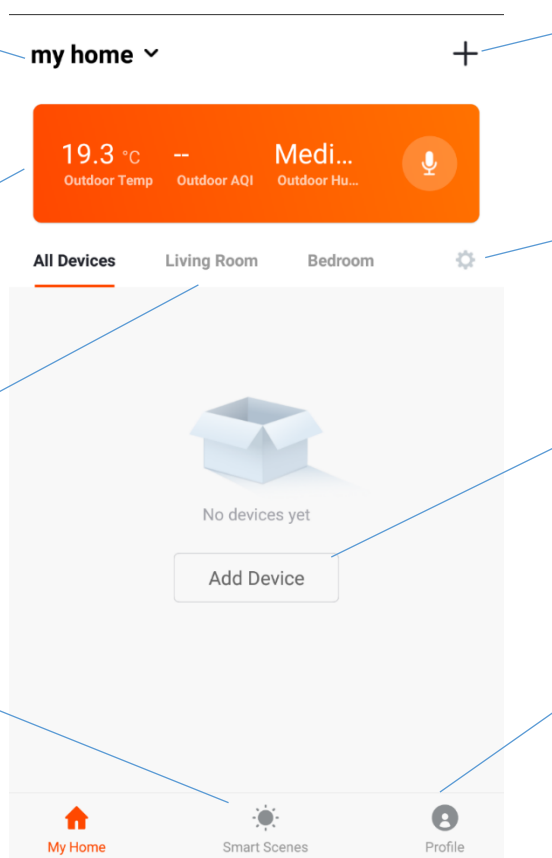 my home
19.3 °C -- Medi...
Outdoor Temp Outdoor AQI Outdoor Hu...
All Devices Living Room Bedroom
No devices yet
Add Device
My Home Smart Scenes Profile